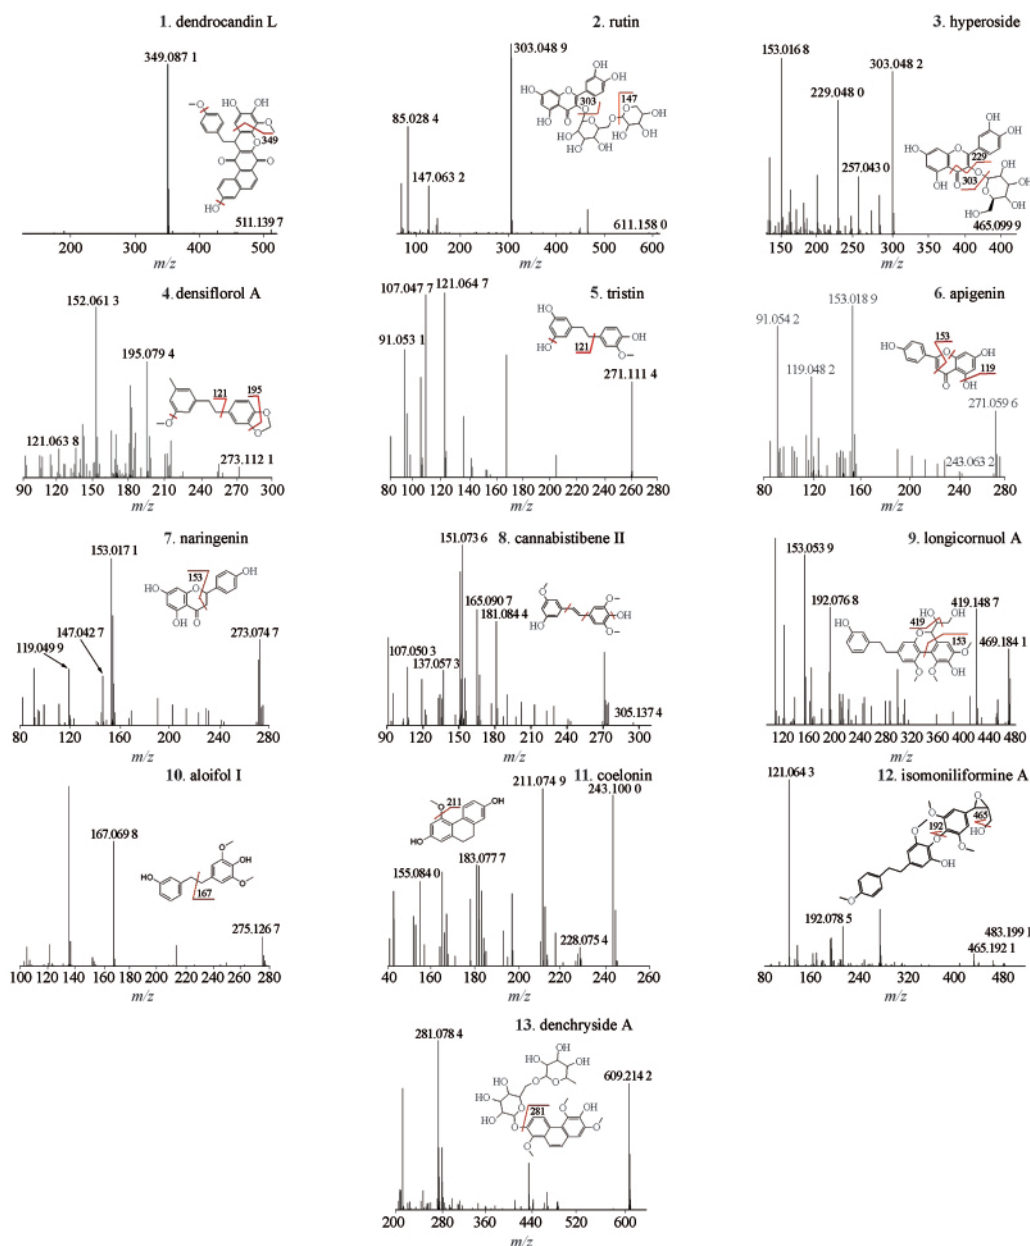 1. dendrocandin L
349.087 1
349
511.139 7
200 300 400 500
m/z
2. rutin
303.048 9
303
147
85.028 4
147.063 2
611.158 0
100 200 300 400 500 600
m/z
3. hyperoside
153.016 8
303.048 2
229.048 0
257.043 0
229
303
465.099 9
150 200 250 300 350 400
m/z
4. densiflorol A
152.061 3
195.079 4
121
195
121.063 8
273.112 1
90 120 150 180 210 240 270 300
m/z
5. tristin
107.047 7
121.064 7
91.053 1
121
271.111 4
80 100 120 140 160 180 200 220 240 260
m/z
6. apigenin
153.018 9
91.054 2
153
119.048 2
119
271.059 6
243.063 2
80 120 160 200 240 280
m/z
7. naringenin
153.017 1
153
147.042 7
119.049 9
273.074 7
80 120 160 200 240 280
m/z
8. cannabistibene II
151.073 6
165.090 7
181.084 4
107.050 3
137.057 3
305.137 4
90 120 150 180 210 240 270 300
m/z
9. longicornuol A
153.053 9
192.076 8
419.148 7
419
153
469.184 1
120 160 200 240 280 320 360 400 440 480
m/z
10. aloifol I
167.069 8
167
275.126 7
100 120 140 160 180 200 220 240 260 280
m/z
11. coelonin
211.074 9
243.100 0
211
183.077 7
155.084 0
228.075 4
40 160 180 200 220 240 260
m/z
12. isomoniliformine A
121.064 3
465
192
192.078 5
483.199 1
465.192 1
80 160 240 320 400 480
m/z
13. denchryside A
281.078 4
609.214 2
281
200 280 360 440 520 600
m/z